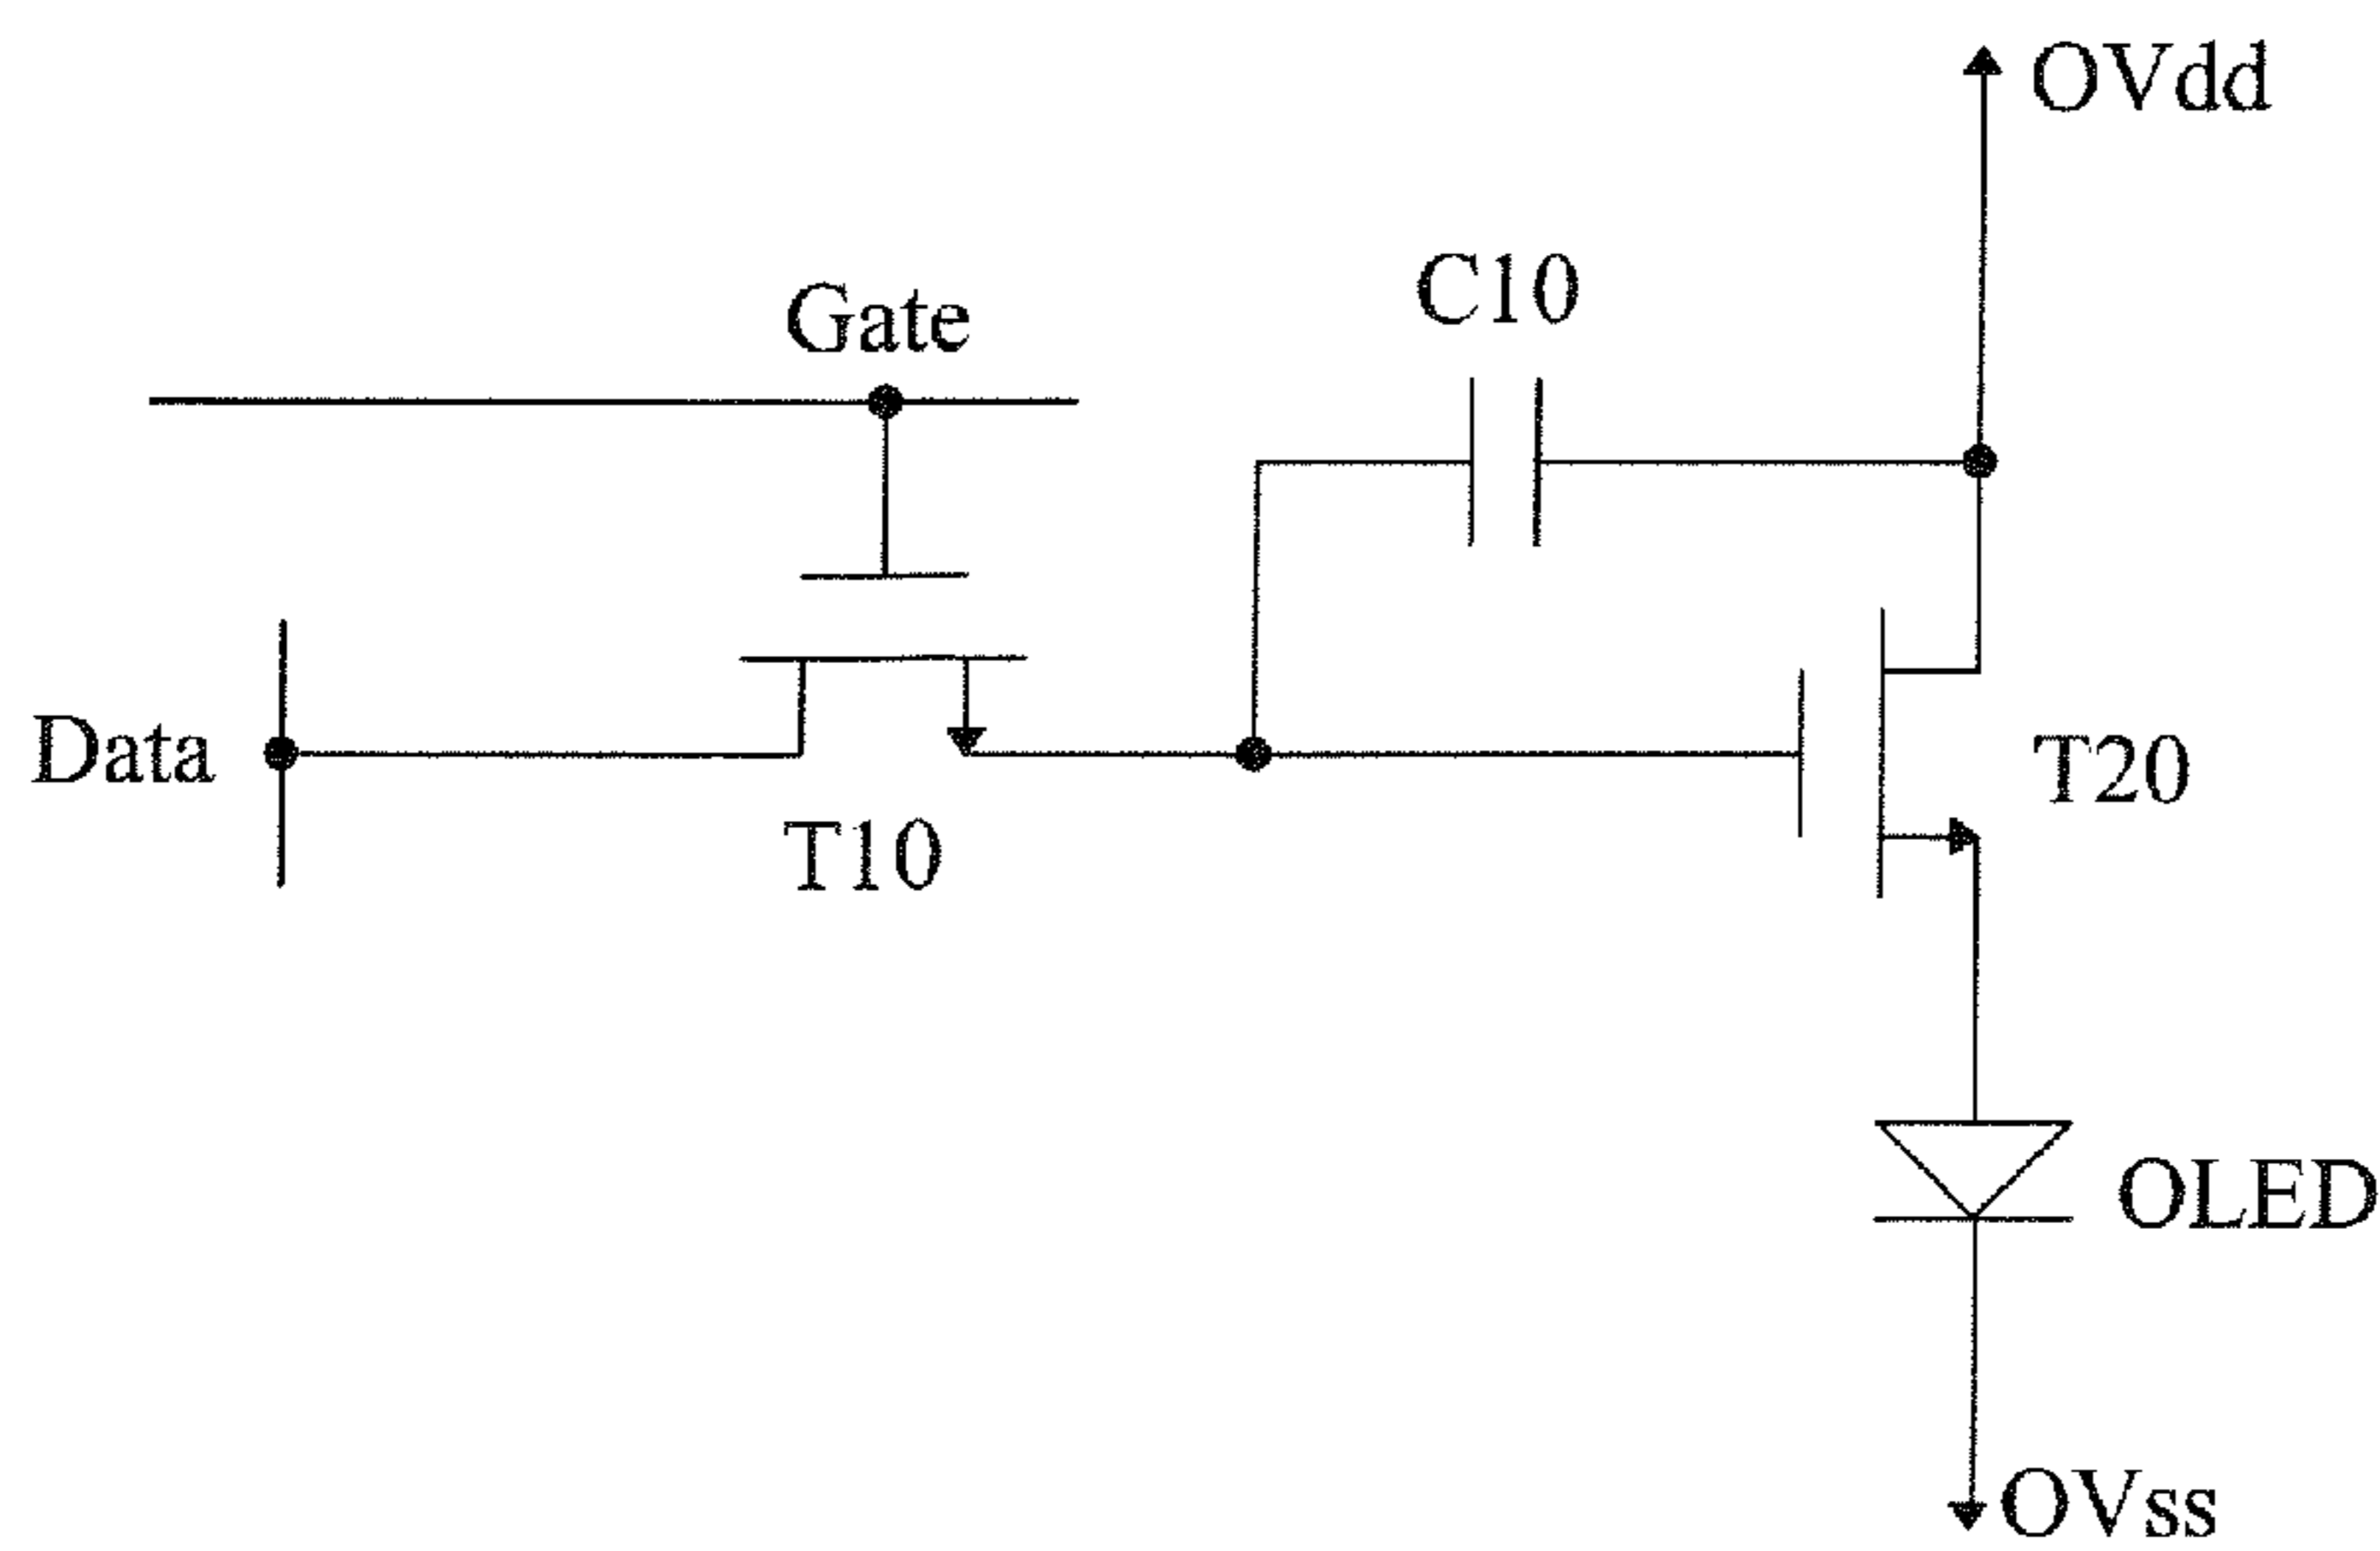 OVdd
C10
Gate
Data
T20
T10
OLED
OVss